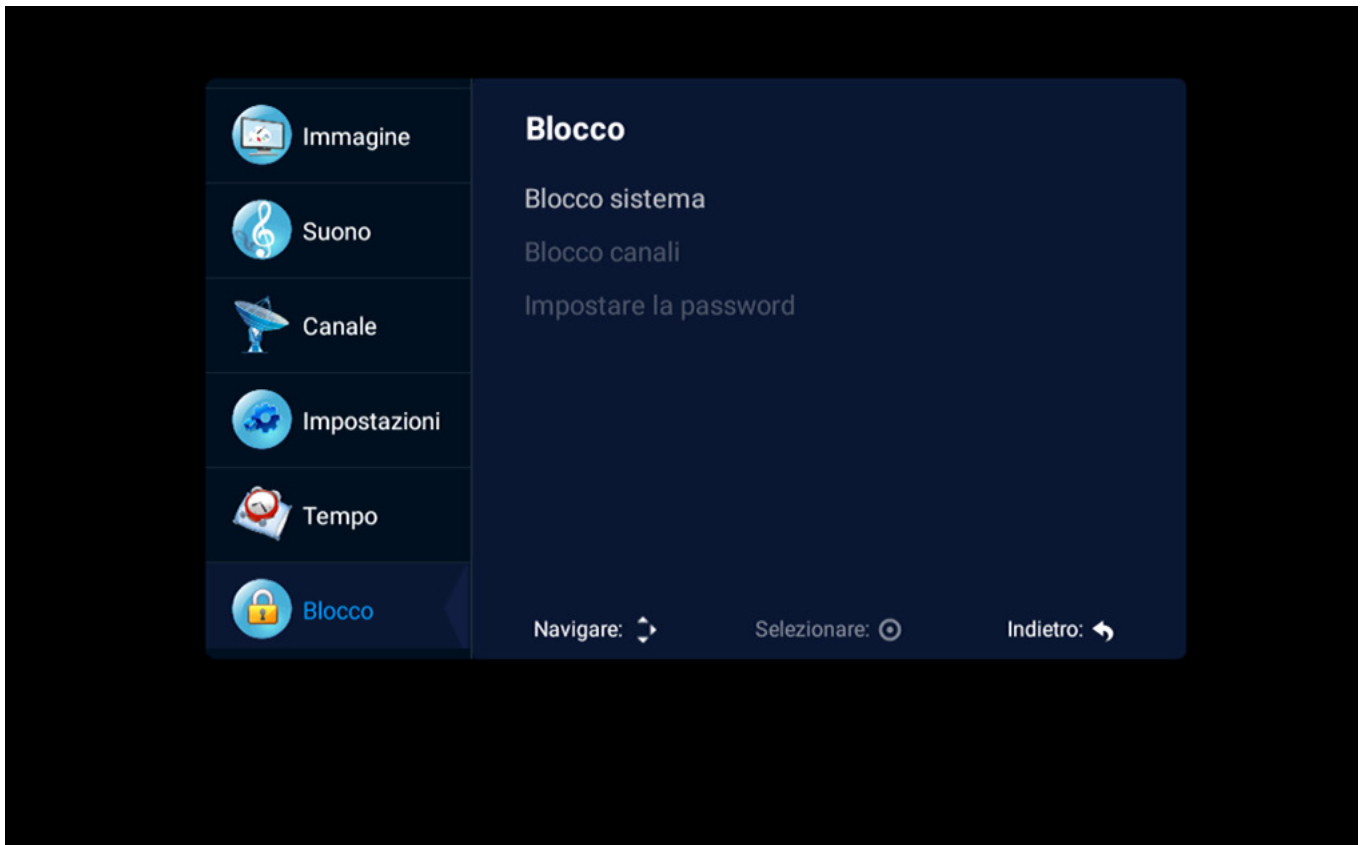 Immagine
Suono
Canale
Impostazioni
Tempo
Blocco
Blocco
Blocco sistema
Blocco canali
Impostare la password
Navigare: Selezionare: Indietro: